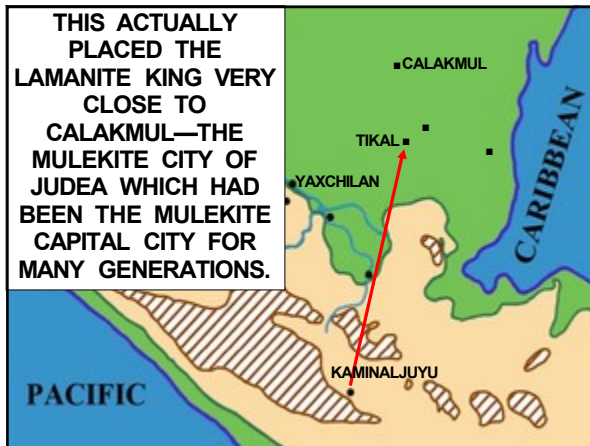 THIS ACTUALLY
PLACED THE
LAMANITE KING VERY
CLOSE TO
CALAKMUL—THE
MULEKITE CITY OF
JUDEA WHICH HAD
BEEN THE MULEKITE
CAPITAL CITY FOR
MANY GENERATIONS.
CALAKMUL
TIKAL
YAXCHILAN
CARIBBEAN
KAMINALJUYU
PACIFIC